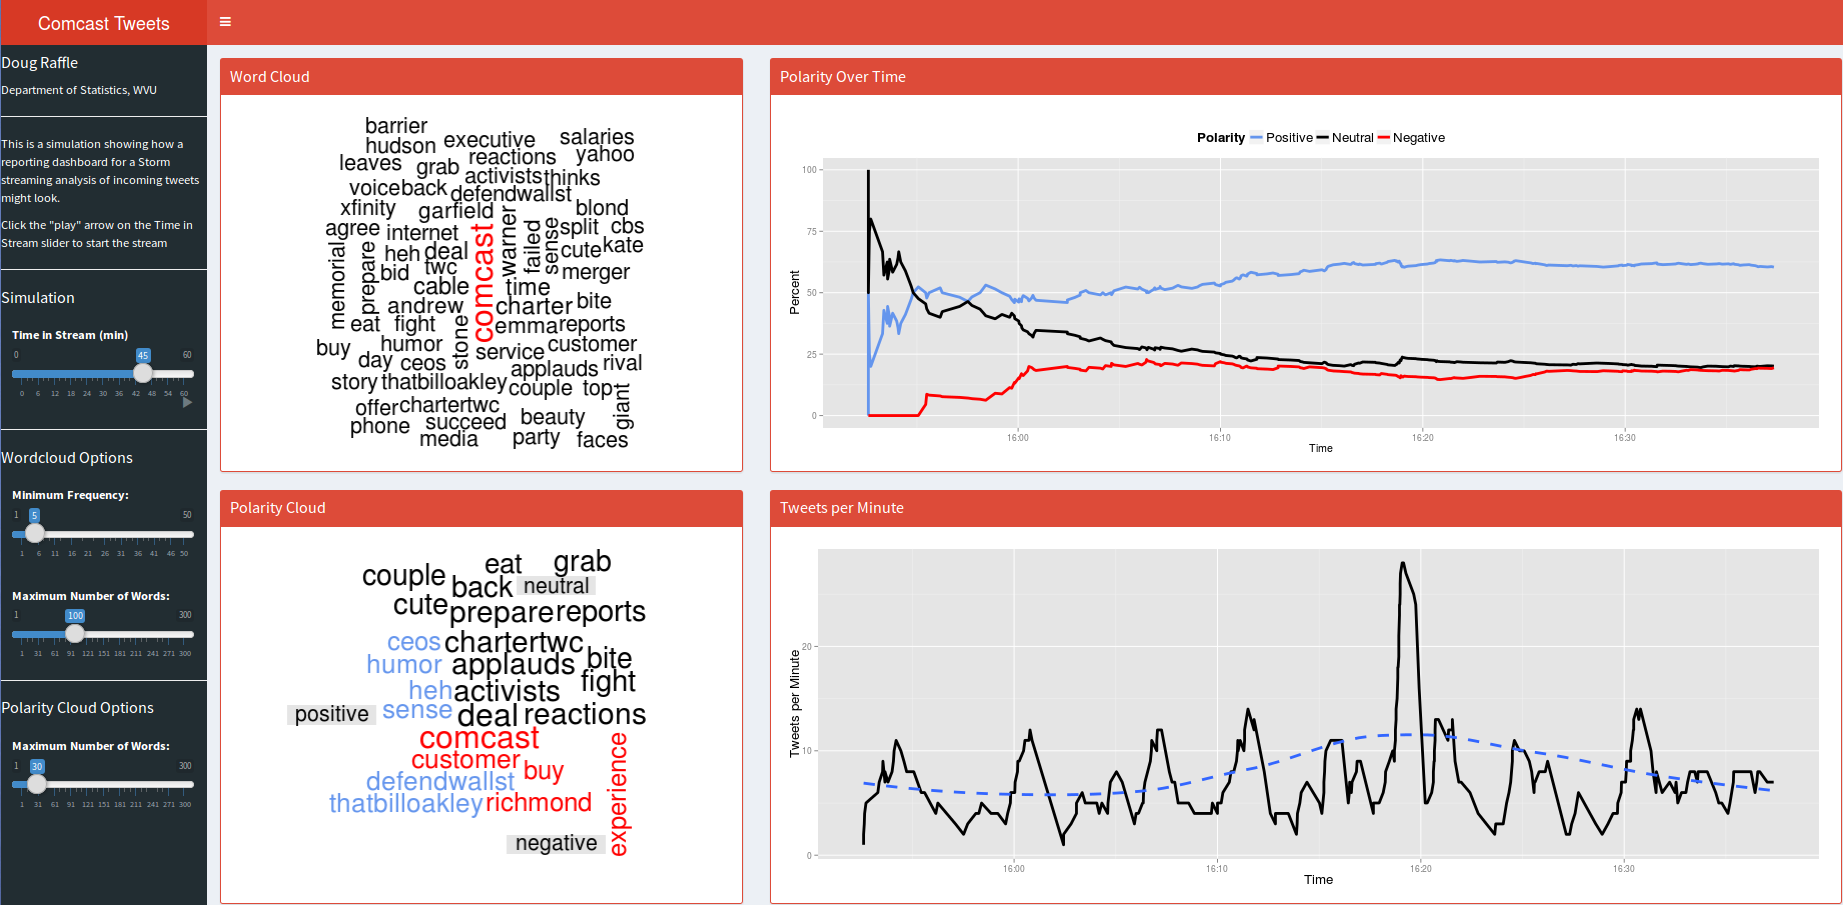 Comcast Tweets
Doug Raffle
Department of Statistics, WVU
This is a simulation showing how a
reporting dashboard for a Storm
streaming analysis of incoming tweets
might look.
Click the "play" arrow on the Time in
Stream slider to start the stream
Simulation
Time in Stream (min)
0 45 60
0 6 12 18 24 30 36 42 48 54 60
Wordcloud Options
Minimum Frequency:
1 5 50
1 6 11 16 21 26 31 36 41 46 50
Maximum Number of Words:
1 100 300
1 31 61 91 121 151 181 211 241 271 300
Polarity Cloud Options
Maximum Number of Words:
1 30 300
1 31 61 91 121 151 181 211 241 271 300
Word Cloud
barrier
hudson executive salaries
leaves grab reactions yahoo
activists thinks
voice back defendwallst
xfinity garfield blond
agree internet warner failed sense split cbs
memorial prepare heh deal comcast cute kate
bid twc merger
cable time
andrew charter bite
eat fight stone emma reports
buy humor service customer
day ceos applauds rival
story thatbilloakley couple top giant
offer chartertwc
phone succeed beauty
media party faces
Polarity Over Time
Polarity Positive Neutral Negative
Percent
100
75
50
25
0
16:00 16:10 16:20 16:30
Time
Polarity Cloud
eat grab
couple back neutral
cute prepare reports
ceos chartertwc
humor applauds bite
heh activists fight
positive sense deal reactions
comcast
customer buy experience
defendwallst
thatbilloakley richmond
negative
Tweets per Minute
Tweets per Minute
20
10
0
16:00 16:10 16:20 16:30
Time